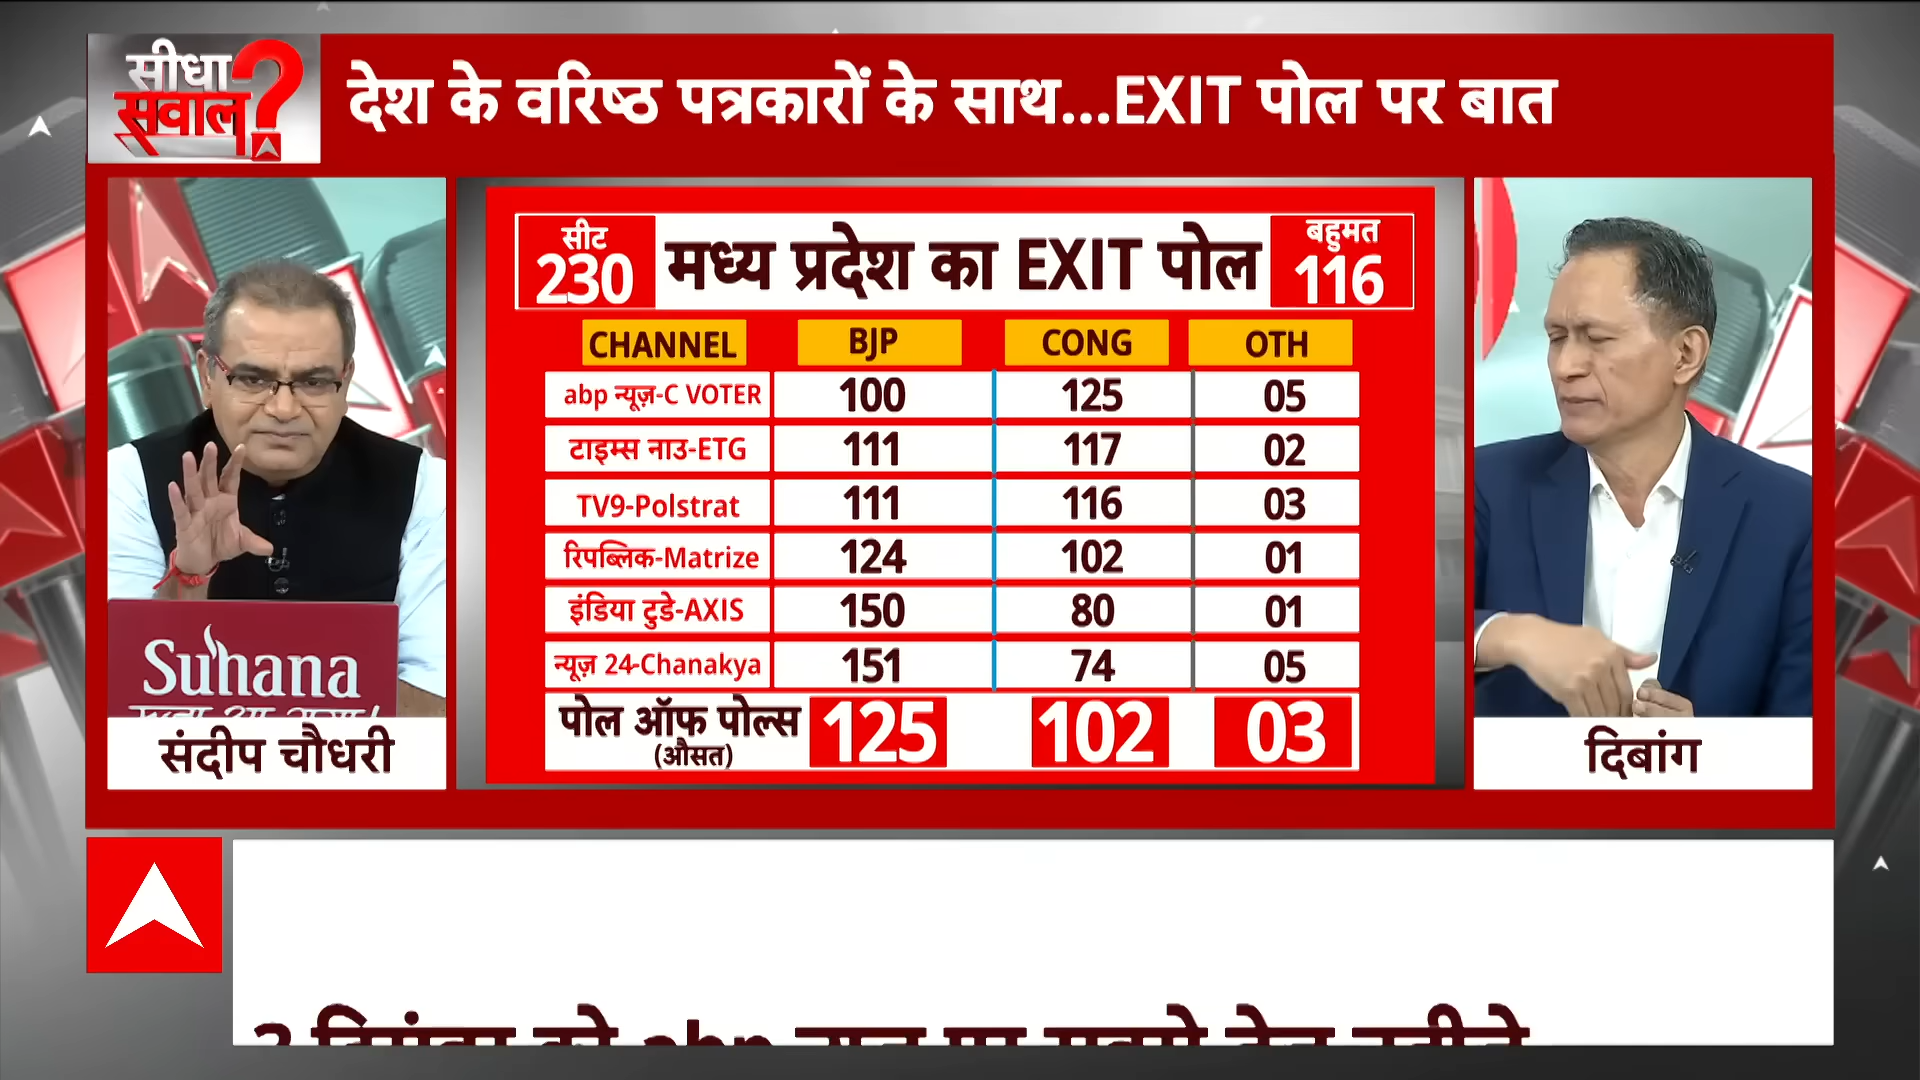 सीधा सवाल?
देश के वरिष्ठ पत्रकारों के साथ...EXIT पोल पर बात
सीट 230
मध्य प्रदेश का EXIT पोल
बहुमत 116
CHANNEL BJP CONG OTH
abp न्यूज़-C VOTER 100 125 05
टाइम्स नाउ-ETG 111 117 02
TV9-Polstrat 111 116 03
रिपब्लिक-Matrize 124 102 01
इंडिया टुडे-AXIS 150 80 01
न्यूज़ 24-Chanakya 151 74 05
पोल ऑफ पोल्स 125 102 03
(औसत)
Suhana
संदीप चौधरी
दिबांग